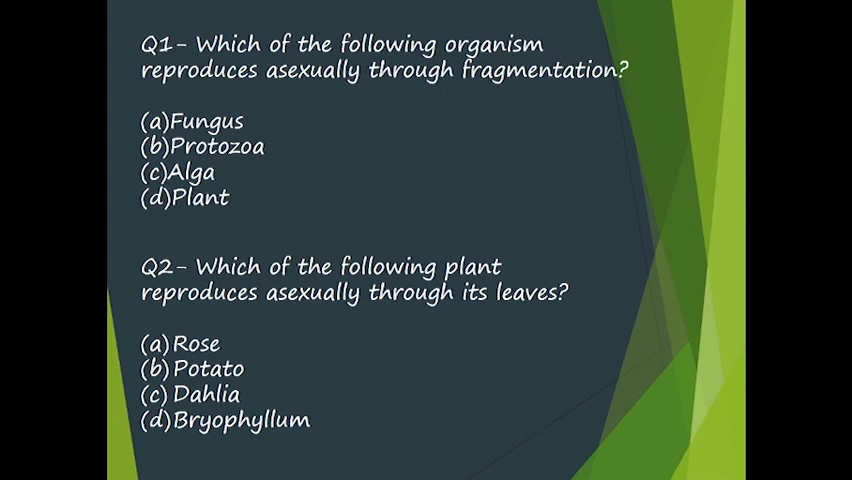 Q1- Which of the following organism
reproduces asexually through fragmentation?
(a)Fungus
(b)Protozoa
(c)Alga
(d)Plant
Q2- Which of the following plant
reproduces asexually through its leaves?
(a) Rose
(b) Potato
(c) Dahlia
(d)Bryophyllum